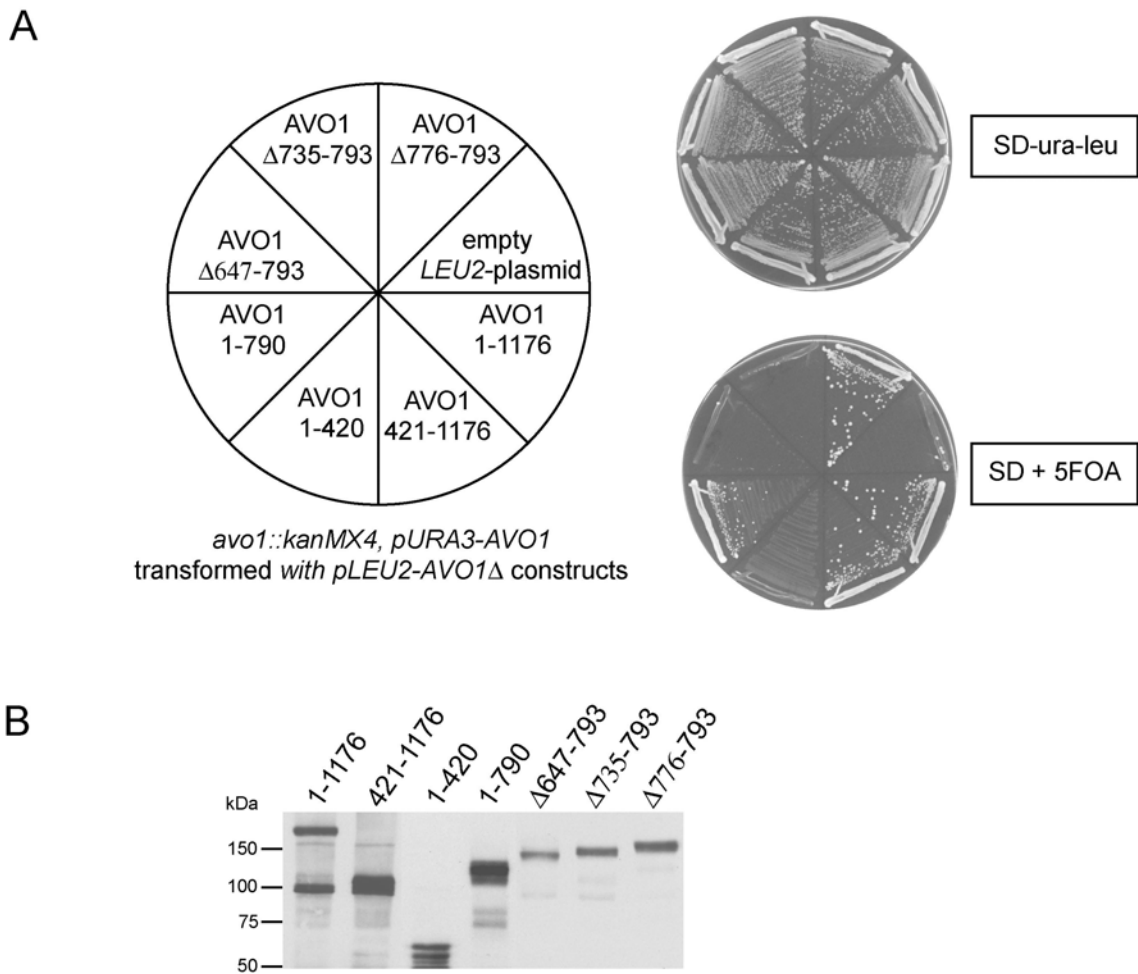 A
AVO1
Δ735-793
AVO1
Δ776-793
AVO1
Δ647-793
empty
LEU2-plasmid
AVO1
1-790
AVO1
1-1176
AVO1
1-420
AVO1
421-1176
avo1::kanMX4, pURA3-AVO1
transformed with pLEU2-AVO1Δ constructs
SD-ura-leu
SD + 5FOA
B
1-1176
421-1176
1-420
1-790
Δ647-793
Δ735-793
Δ776-793
kDa
150
100
75
50